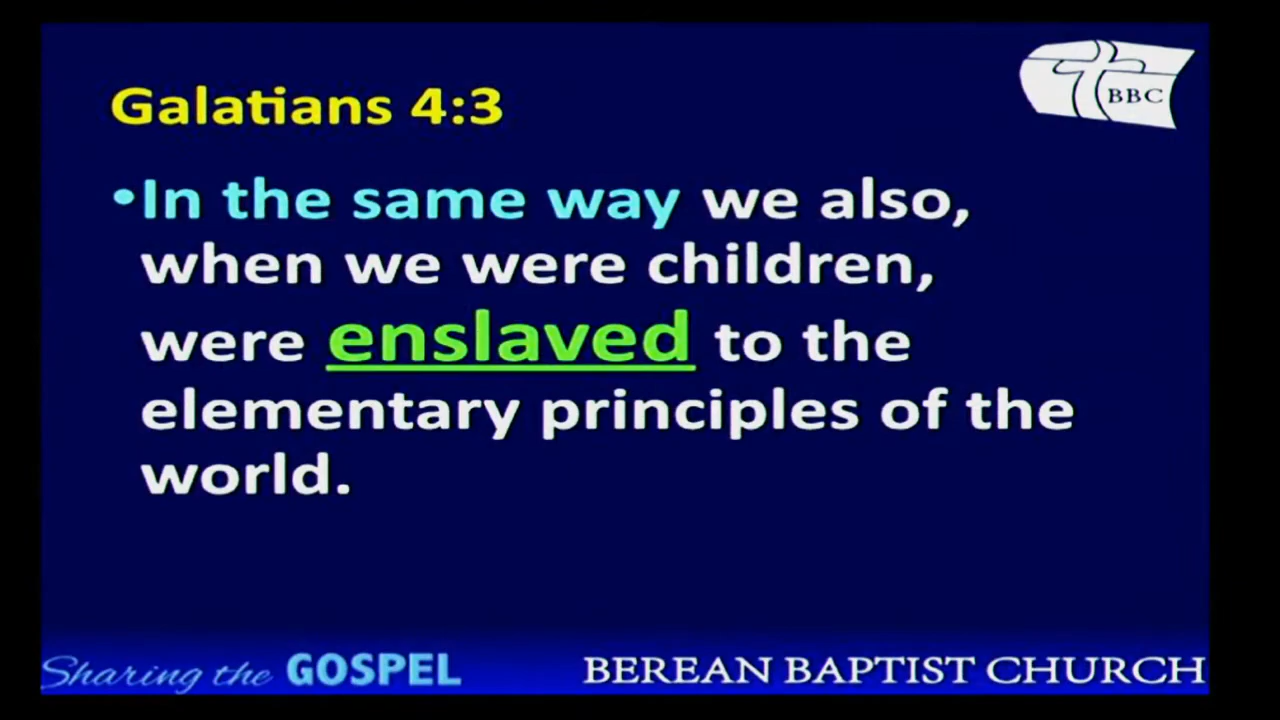 BBC
Galatians 4:3
•In the same way we also,
when we were children,
were enslaved to the
elementary principles of the
world.
Sharing the GOSPEL
BEREAN BAPTIST CHURCH